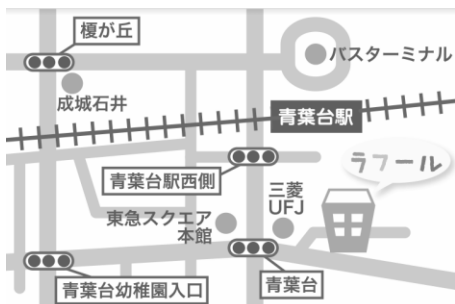 榎が丘
バスターミナル
成城石井
青葉台駅
ラフール
青葉台駅西側
三菱
UFJ
東急スクエア
本館
青葉台
青葉台幼稚園入口